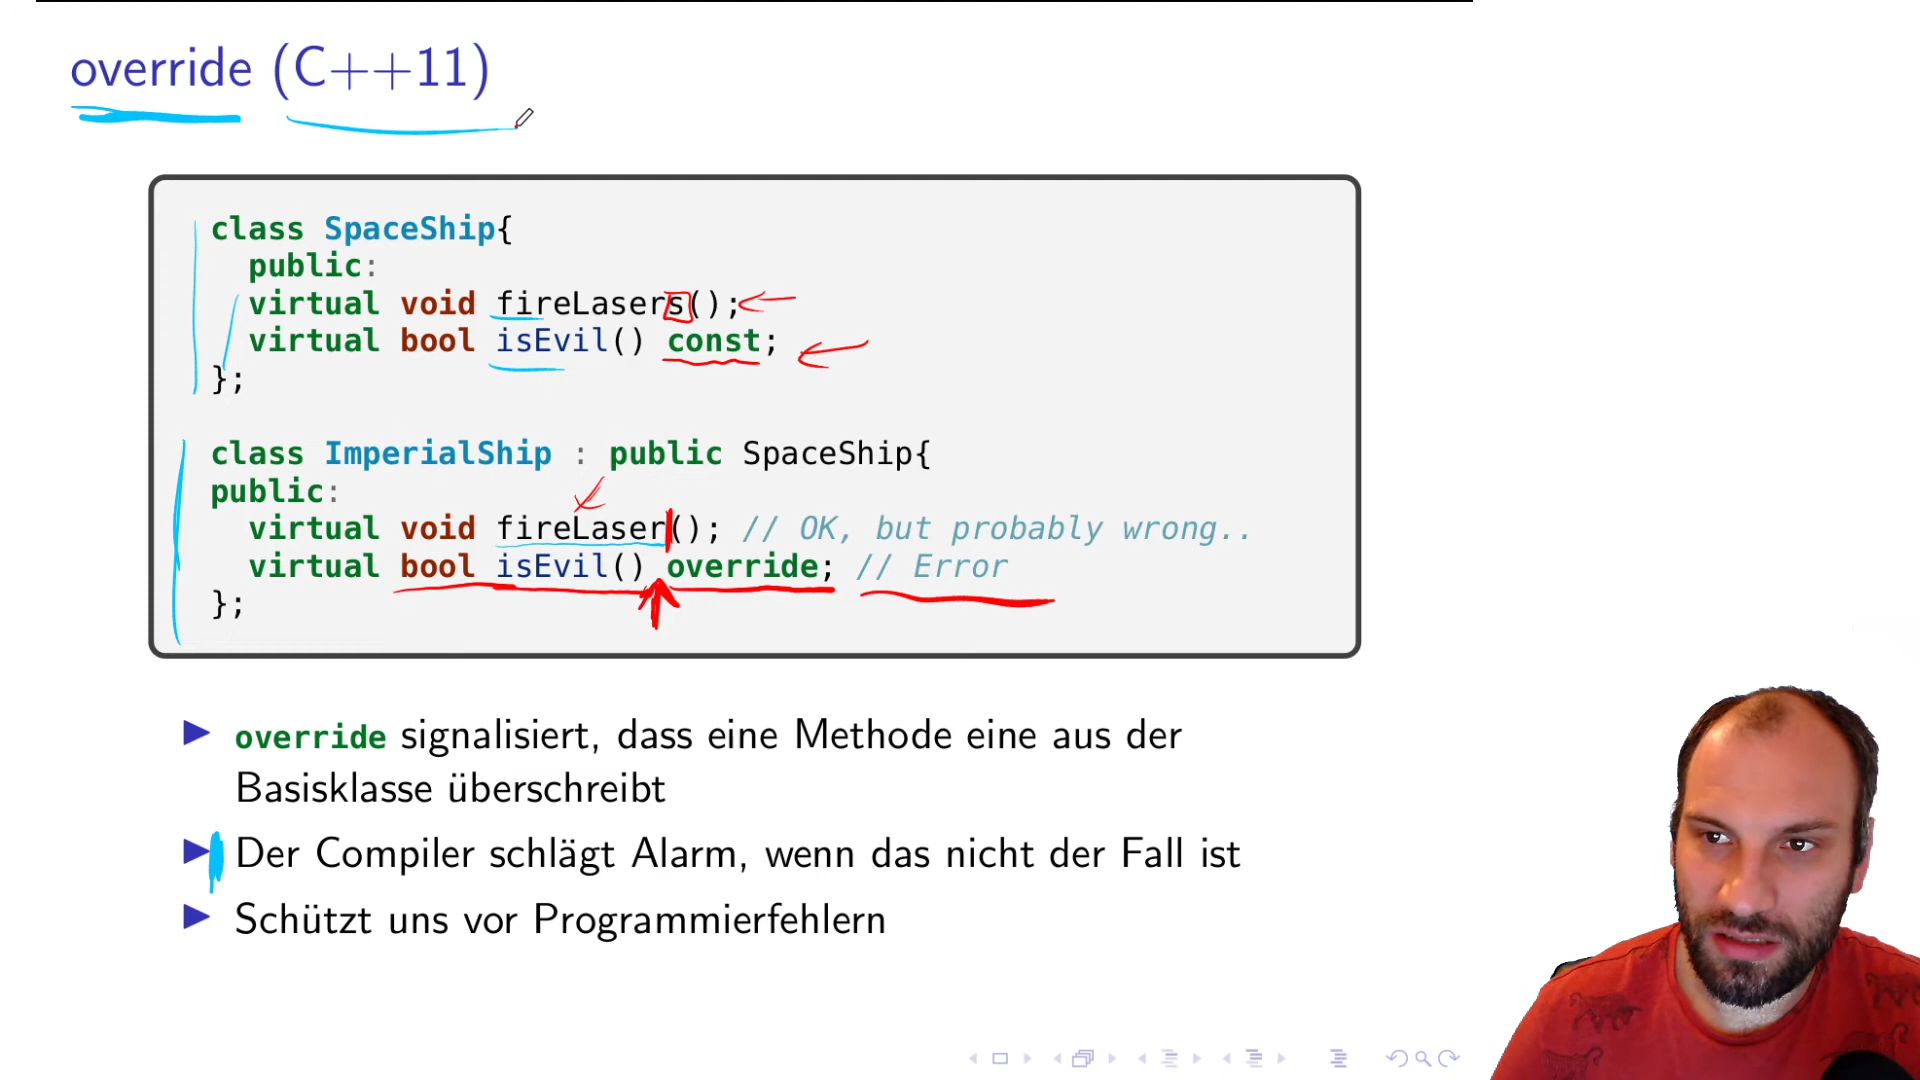 override (C++11)
class SpaceShip{
public:
virtual void fireLasers();
virtual bool isEvil() const;
};
class ImperialShip : public SpaceShip{
public:
virtual void fireLaser(); // OK, but probably wrong..
virtual bool isEvil() override; // Error
};
override signalisiert, dass eine Methode eine aus der
Basisklasse überschreibt
Der Compiler schlägt Alarm, wenn das nicht der Fall ist
Schützt uns vor Programmierfehlern